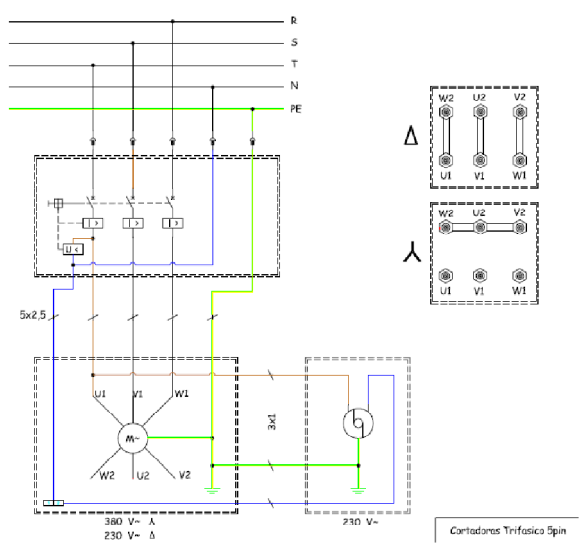 R
S
T
N
PE
W2 U2 V2
Δ
U1 V1 W1
W2 U2 V2
U1 V1 W1
I> I> I>
U<
5x2,5
U1 V1 W1
M~
W2 U2 V2
3x1
380 V~ ⅄
230 V~ Δ
230 V~
Cortadoras Trifasico 5pin